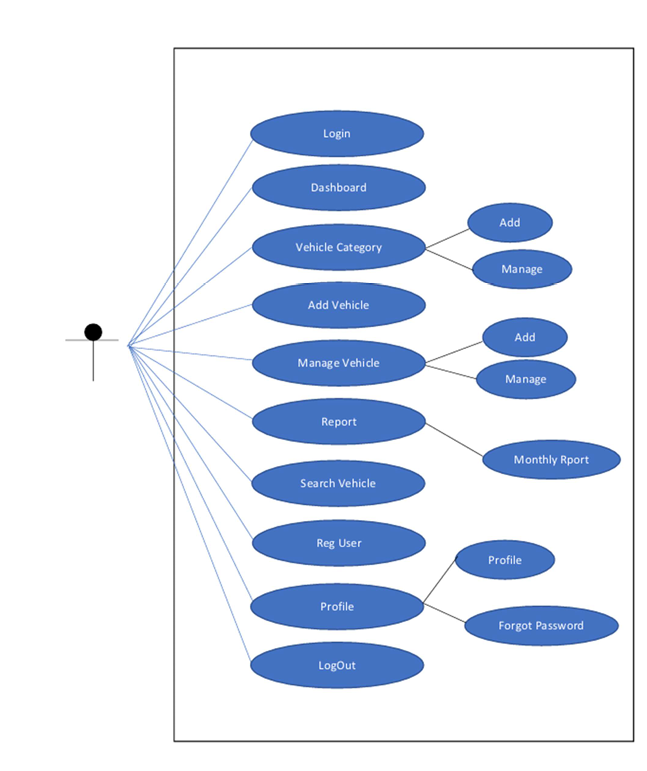 Login
Dashboard
Vehicle Category
Add
Manage
Add Vehicle
Manage Vehicle
Add
Manage
Report
Monthly Rport
Search Vehicle
Reg User
Profile
Profile
Forgot Password
LogOut